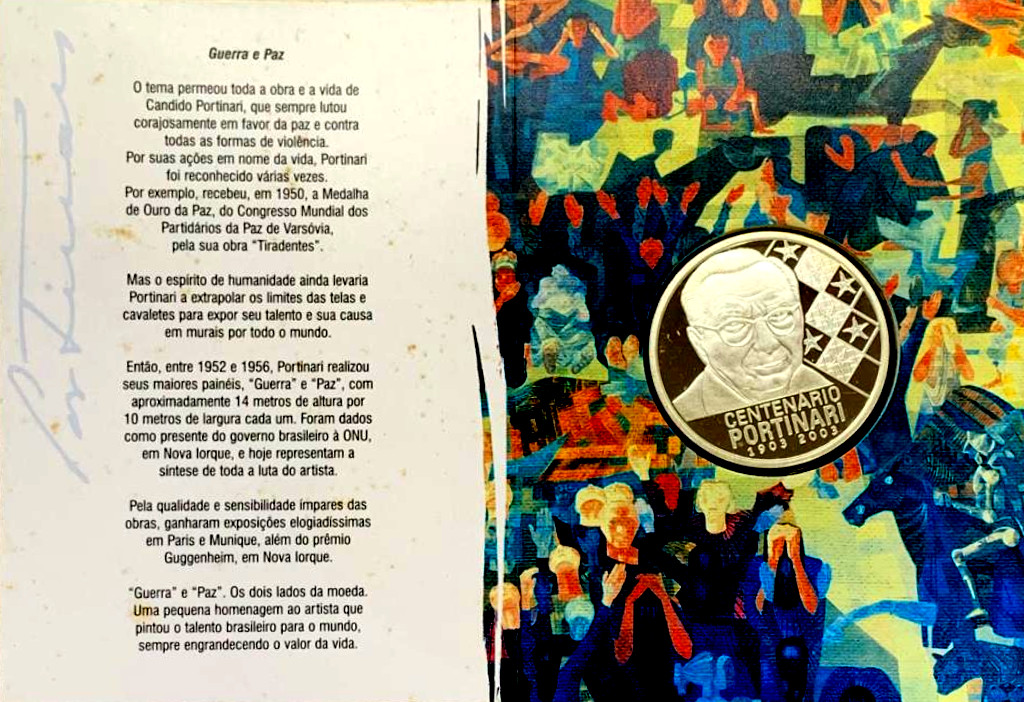 Guerra e Paz
O tema permeou toda a obra e a vida de
Candido Portinari, que sempre lutou
corajosamente em favor da paz e contra
todas as formas de violência.
Por suas ações em nome da vida, Portinari
foi reconhecido várias vezes.
Por exemplo, recebeu, em 1950, a Medalha
de Ouro da Paz, do Congresso Mundial dos
Partidários da Paz de Varsóvia,
pela sua obra "Tiradentes".
Mas o espírito de humanidade ainda levaria
Portinari a extrapolar os limites das telas e
cavaletes para expor seu talento e sua causa
em murais por todo o mundo.
Então, entre 1952 e 1956, Portinari realizou
seus maiores painéis, "Guerra" e "Paz", com
aproximadamente 14 metros de altura por
10 metros de largura cada um. Foram dados
como presente do governo brasileiro à ONU,
em Nova Iorque, e hoje representam a
síntese de toda a luta do artista.
Pela qualidade e sensibilidade ímpares das
obras, ganharam exposições elogiadíssimas
em Paris e Munique, além do prêmio
Guggenheim, em Nova Iorque.
"Guerra" e "Paz". Os dois lados da moeda.
Uma pequena homenagem ao artista que
pintou o talento brasileiro para o mundo,
sempre engrandecendo o valor da vida.
CENTENÁRIO
PORTINARI
1903 2003